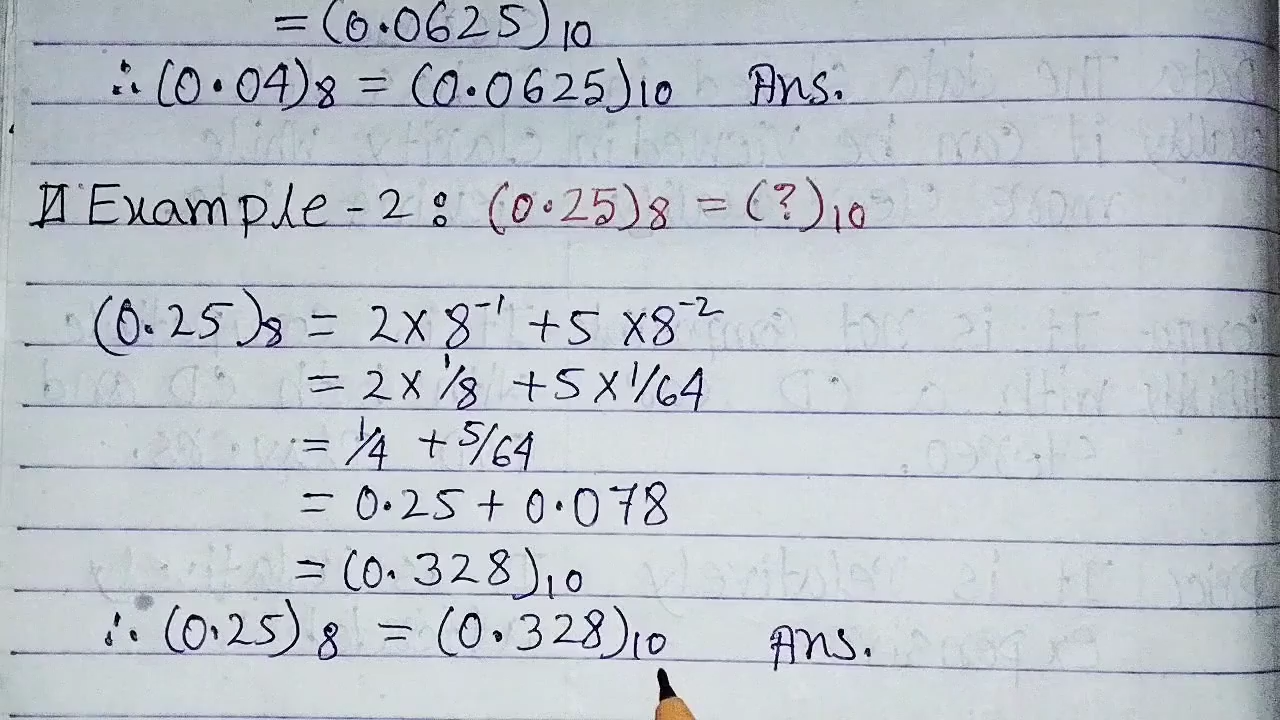 = (0.0625)10
∴ (0.04)8 = (0.0625)10 Ans.
Example-2: (0.25)8 = (?)10
(0.25)8 = 2×8⁻¹ + 5×8⁻²
= 2×1/8 + 5×1/64
= 1/4 + 5/64
= 0.25 + 0.078
= (0.328)10
∴ (0.25)8 = (0.328)10 Ans.